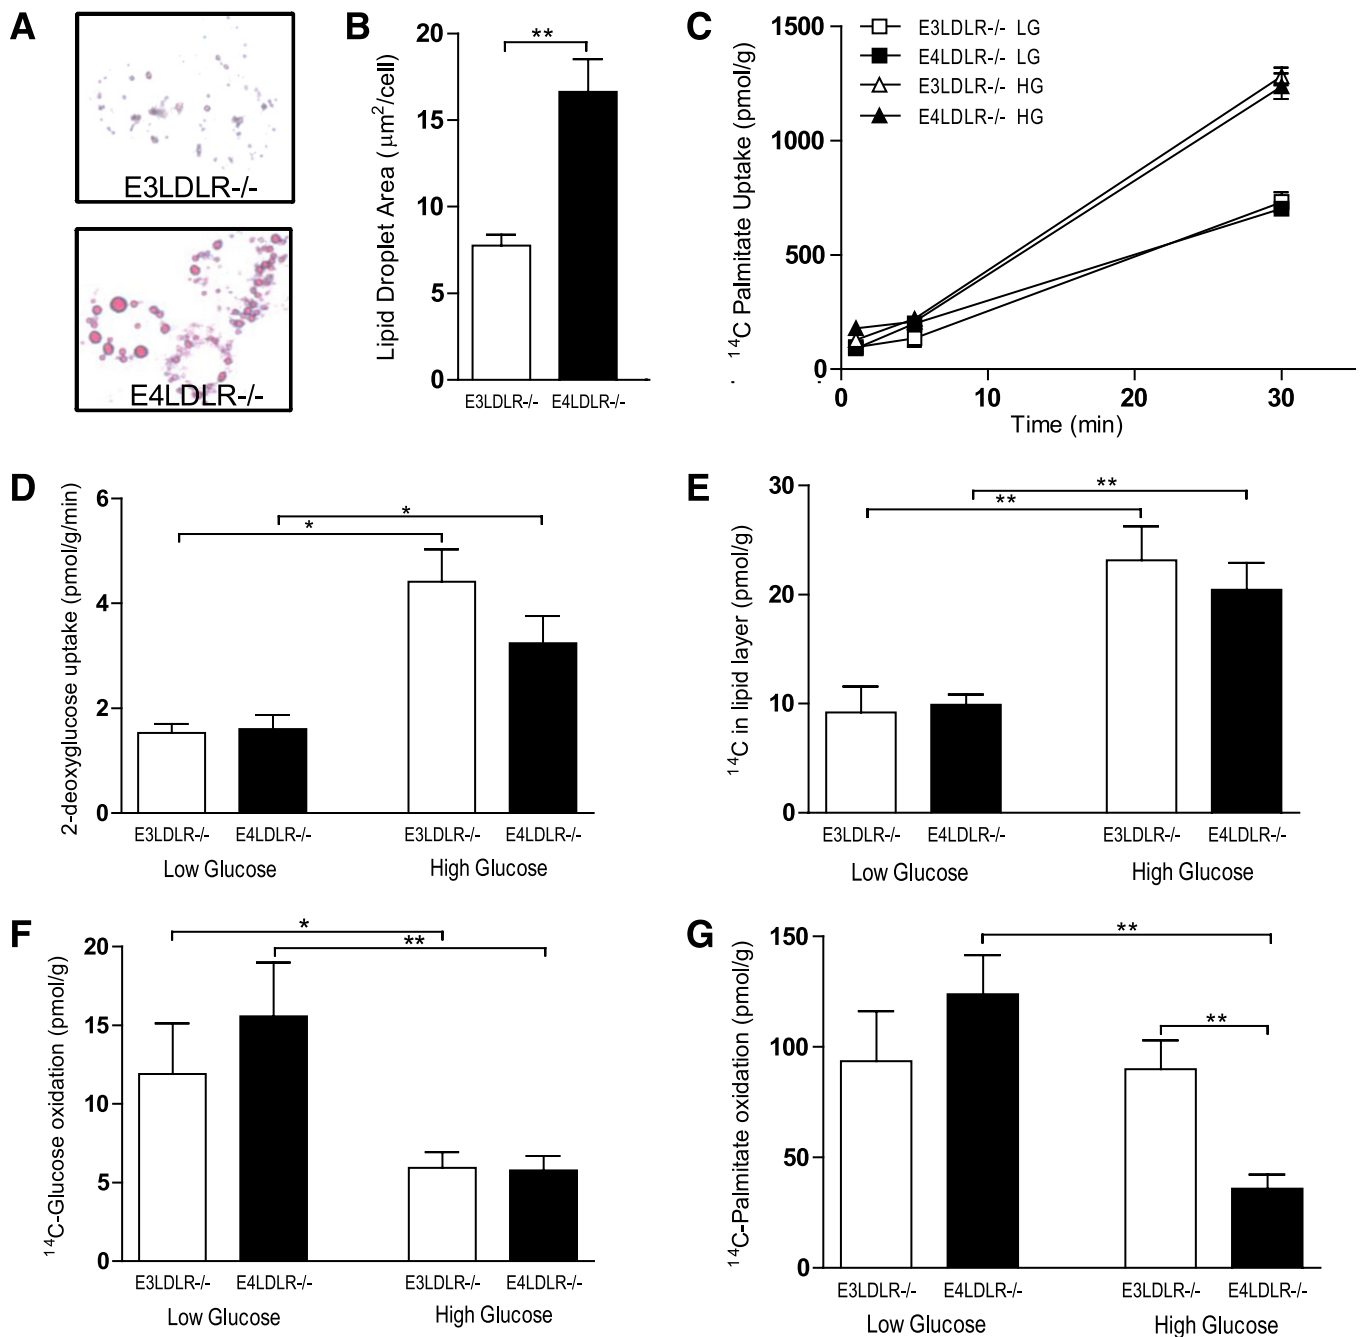 A
E3LDLR-/-
E4LDLR-/-
B
Lipid Droplet Area (μm²/cell)
20
15
10
5
0
**
E3LDLR-/- E4LDLR-/-
C
¹⁴C Palmitate Uptake (pmol/g)
1500
1000
500
0
E3LDLR-/- LG
E4LDLR-/- LG
E3LDLR-/- HG
E4LDLR-/- HG
0 10 20 30
Time (min)
D
2-deoxyglucose uptake (pmol/g/min)
6
4
2
0
*
*
E3LDLR-/- E4LDLR-/- E3LDLR-/- E4LDLR-/-
Low Glucose High Glucose
E
¹⁴C in lipid layer (pmol/g)
30
20
10
0
**
**
E3LDLR-/- E4LDLR-/- E3LDLR-/- E4LDLR-/-
Low Glucose High Glucose
F
¹⁴C-Glucose oxidation (pmol/g)
20
15
10
5
0
*
**
E3LDLR-/- E4LDLR-/- E3LDLR-/- E4LDLR-/-
Low Glucose High Glucose
G
¹⁴C-Palmitate oxidation (pmol/g)
150
100
50
0
**
**
E3LDLR-/- E4LDLR-/- E3LDLR-/- E4LDLR-/-
Low Glucose High Glucose